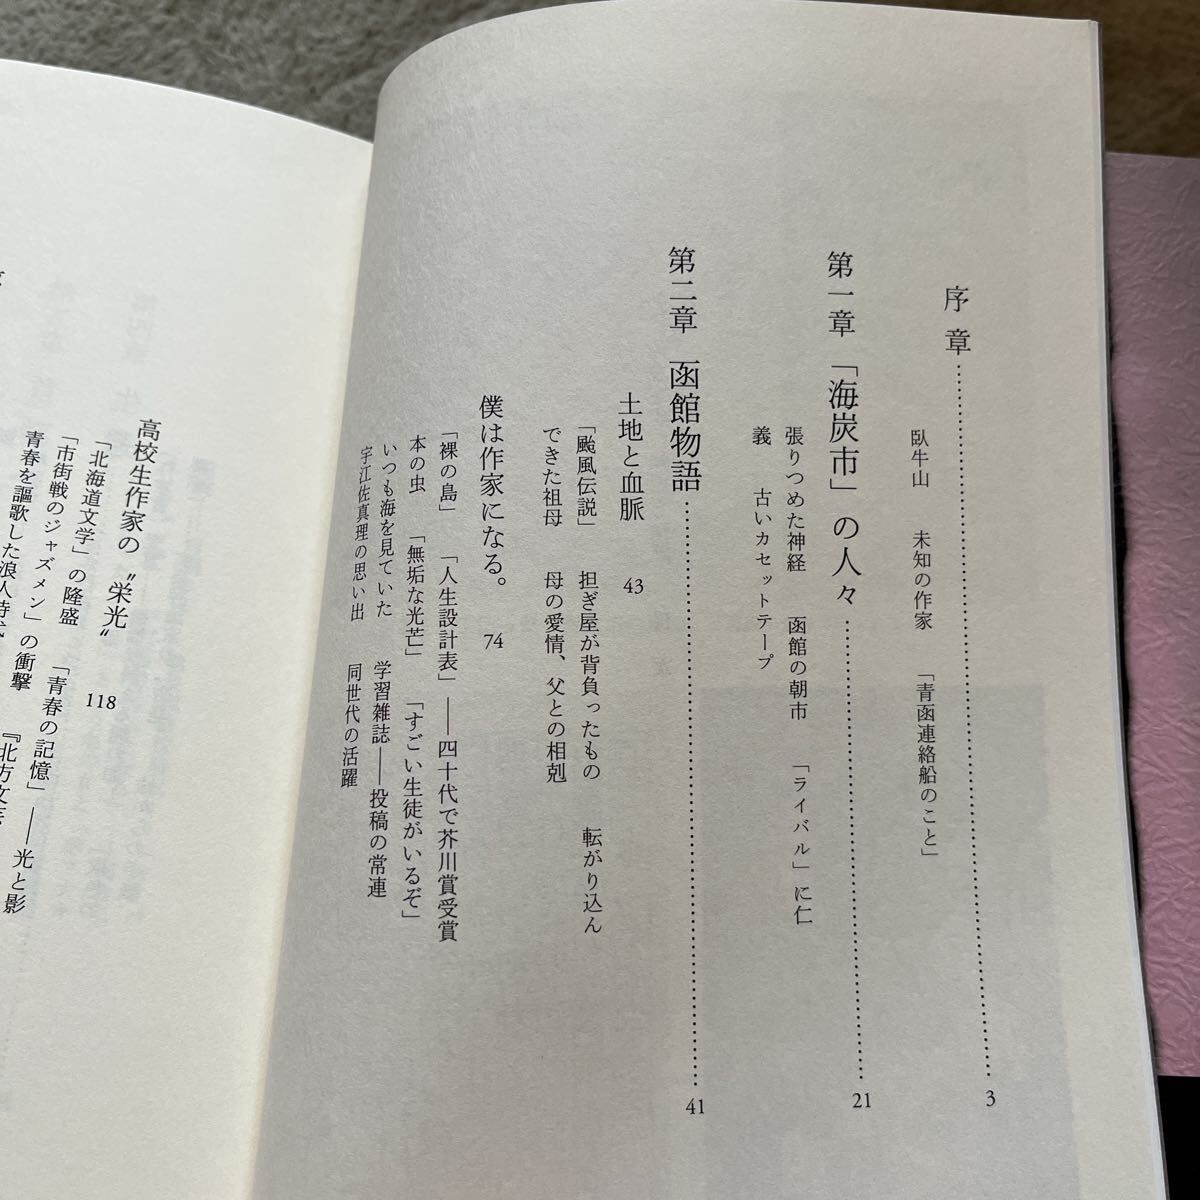 序章
3
臥牛山 未知の作家 「青函連絡船のこと」
第一章 「海炭市」の人々
21
張りつめた神経 函館の朝市 「ライバル」に仁
義 古いカセットテープ
第二章 函館物語
41
土地と血脈 43
「颱風伝説」 担ぎ屋が背負ったもの 転がり込ん
できた祖母 母の愛情、父との相剋
僕は作家になる。 74
「裸の島」 「人生設計表」――四十代で芥川賞受賞
本の虫 「無垢な光芒」 「すごい生徒がいるぞ」
いつも海を見ていた 学習雑誌――投稿の常連
宇江佐真理の思い出 同世代の活躍
高校生作家の〝栄光〟 118
「北海道文学」の隆盛 「青春の記憶」――光と影
「市街戦のジャズメン」の衝撃
青春を謳歌した浪人時代